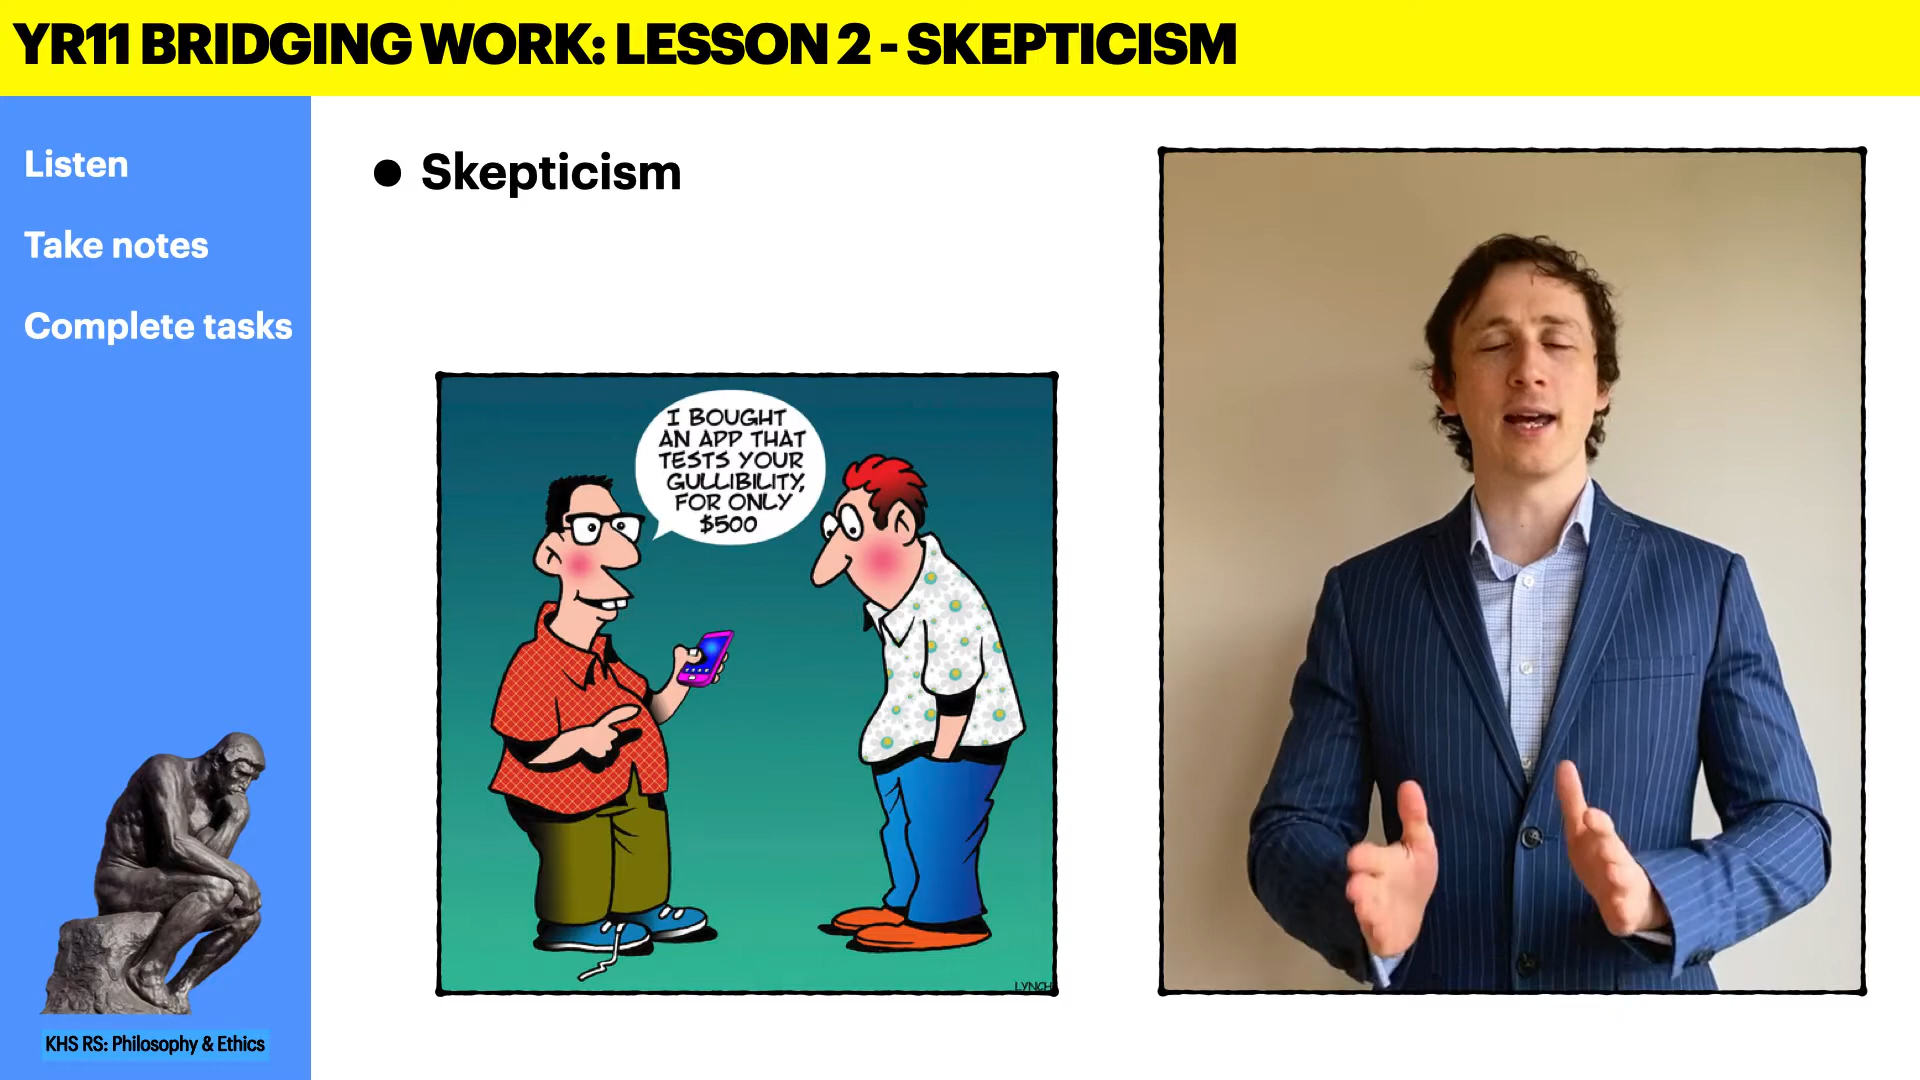 YR11 BRIDGING WORK: LESSON 2 - SKEPTICISM
Listen
Take notes
Complete tasks
KHS RS: Philosophy & Ethics
● Skepticism
I BOUGHT
AN APP THAT
TESTS YOUR
GULLIBILITY,
FOR ONLY
$500
LYNCH